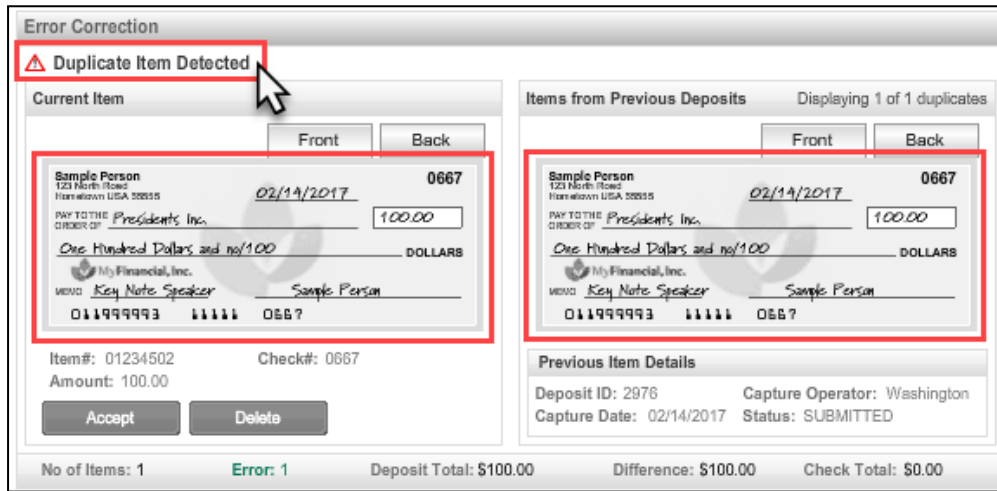 Error Correction
Duplicate Item Detected
Current Item
Front Back
Sample Person
123 North Road
Hometown USA 38555
0667
02/14/2017
PAY TO THE
ORDER OF Presidents Inc. 100.00
One Hundred Dollars and no/100 DOLLARS
MyFinancial, Inc.
MEMO Key Note Speaker Sample Person
011999993 11111 0667
Item#: 01234502 Check#: 0667
Amount: 100.00
Accept Delete
Items from Previous Deposits Displaying 1 of 1 duplicates
Front Back
Sample Person
123 North Road
Hometown USA 38555
0667
02/14/2017
PAY TO THE
ORDER OF Presidents Inc. 100.00
One Hundred Dollars and no/100 DOLLARS
MyFinancial, Inc.
MEMO Key Note Speaker Sample Person
011999993 11111 0667
Previous Item Details
Deposit ID: 2976 Capture Operator: Washington
Capture Date: 02/14/2017 Status: SUBMITTED
No of Items: 1 Error: 1 Deposit Total: $100.00 Difference: $100.00 Check Total: $0.00